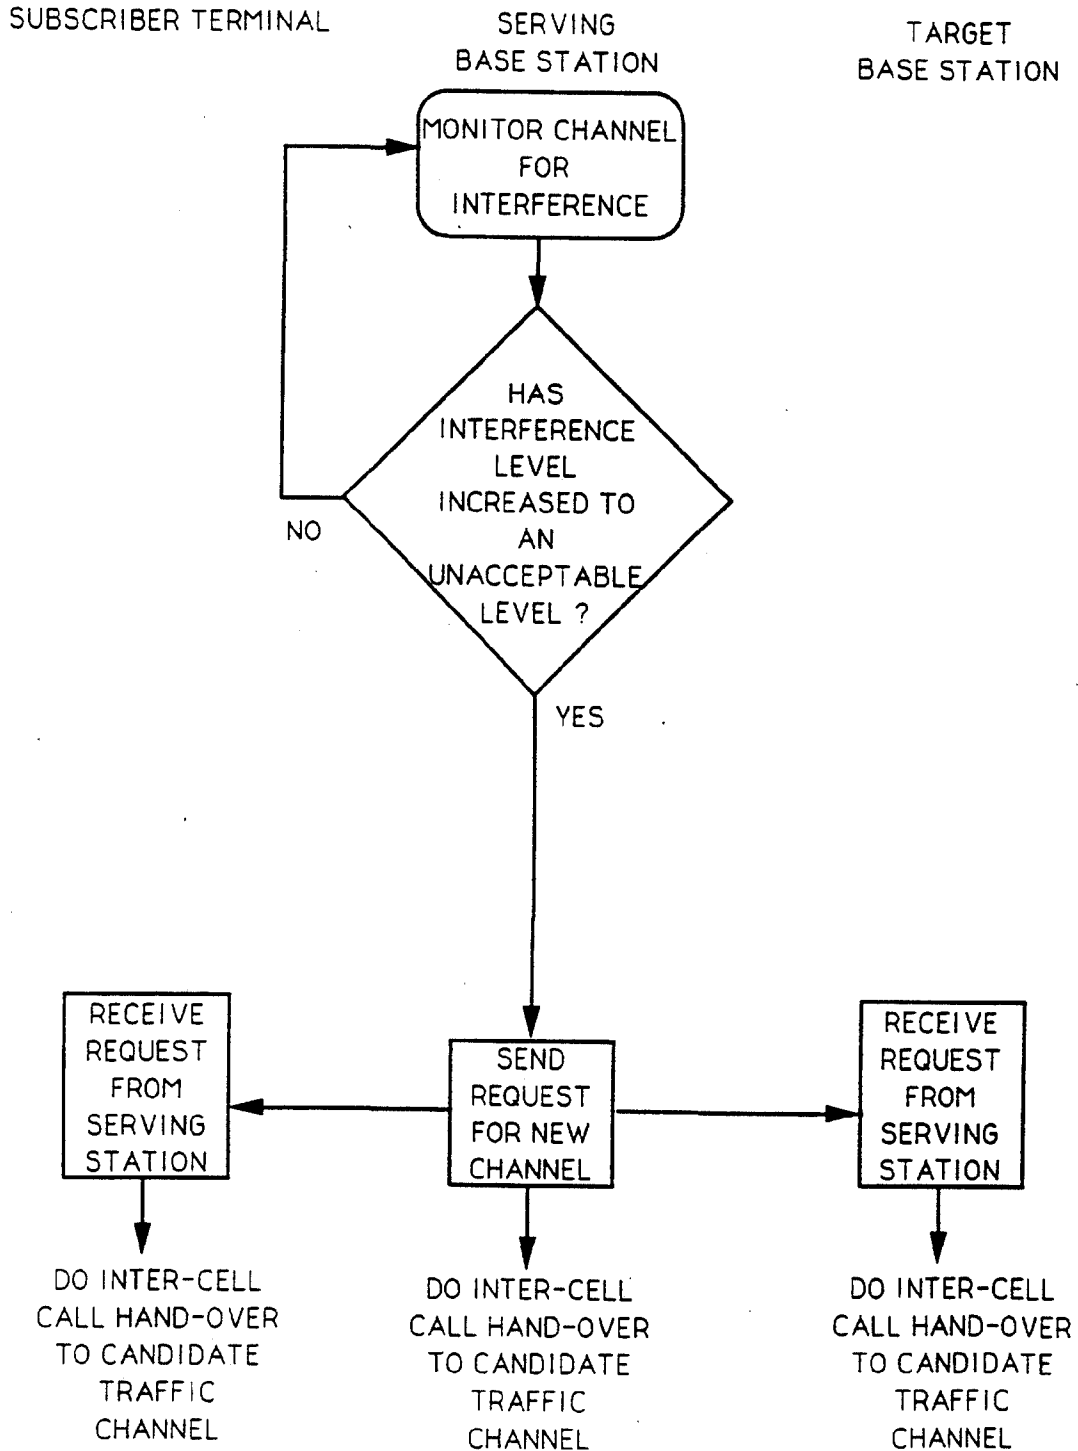 SUBSCRIBER TERMINAL
SERVING
BASE STATION
TARGET
BASE STATION
MONITOR CHANNEL
FOR
INTERFERENCE
HAS
INTERFERENCE
LEVEL
INCREASED TO
AN
UNACCEPTABLE
LEVEL ?
NO
YES
RECEIVE
REQUEST
FROM
SERVING
STATION
SEND
REQUEST
FOR NEW
CHANNEL
RECEIVE
REQUEST
FROM
SERVING
STATION
DO INTER-CELL
CALL HAND-OVER
TO CANDIDATE
TRAFFIC
CHANNEL
DO INTER-CELL
CALL HAND-OVER
TO CANDIDATE
TRAFFIC
CHANNEL
DO INTER-CELL
CALL HAND-OVER
TO CANDIDATE
TRAFFIC
CHANNEL